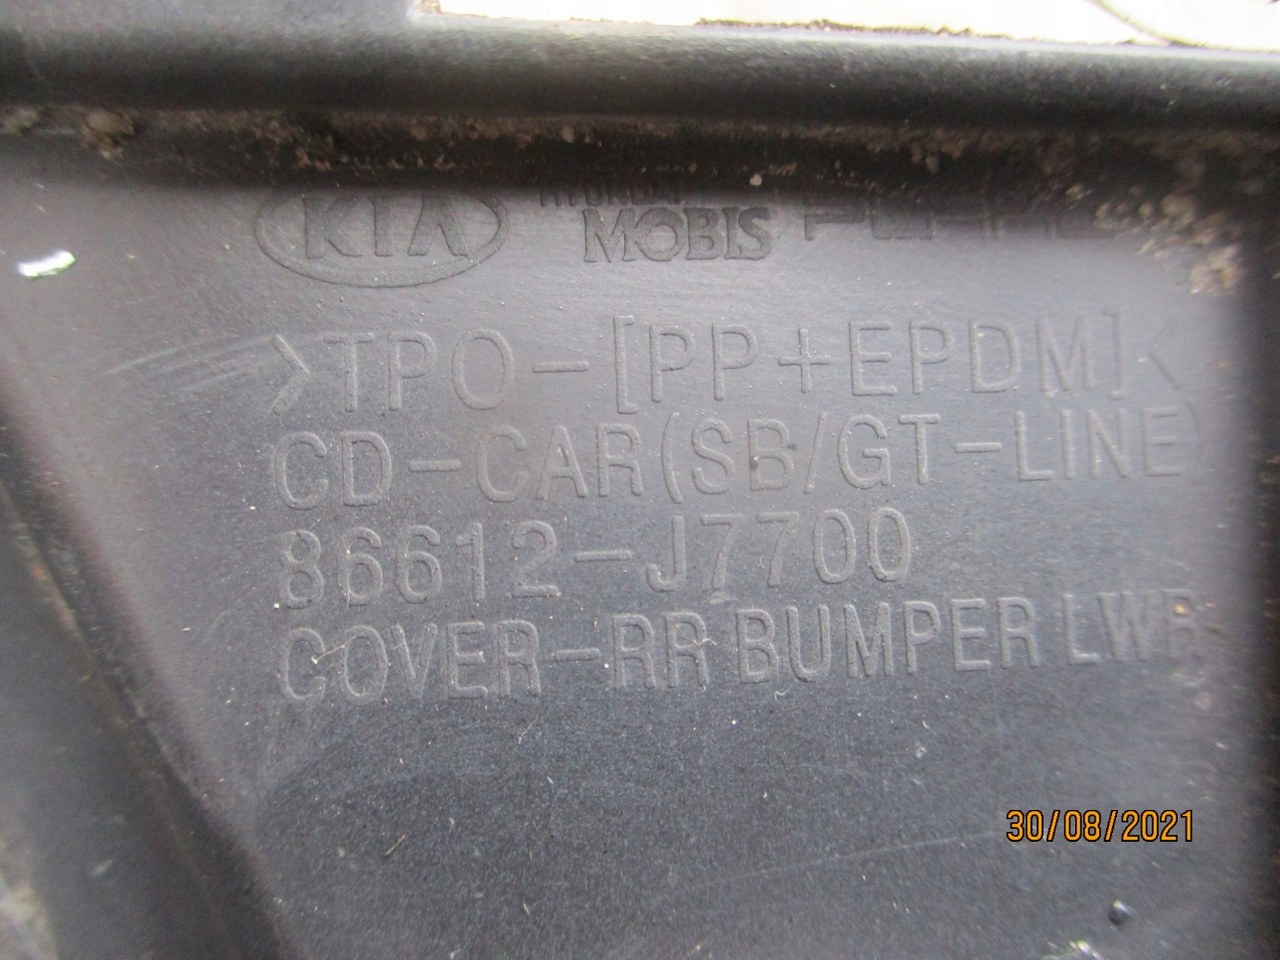 KIA HYUNDAI MOBIS
>TPO-[PP+EPDM]<
CD-CAR(SB/GT-LINE)
86612-J7700
COVER-RR BUMPER LWR
30/08/2021